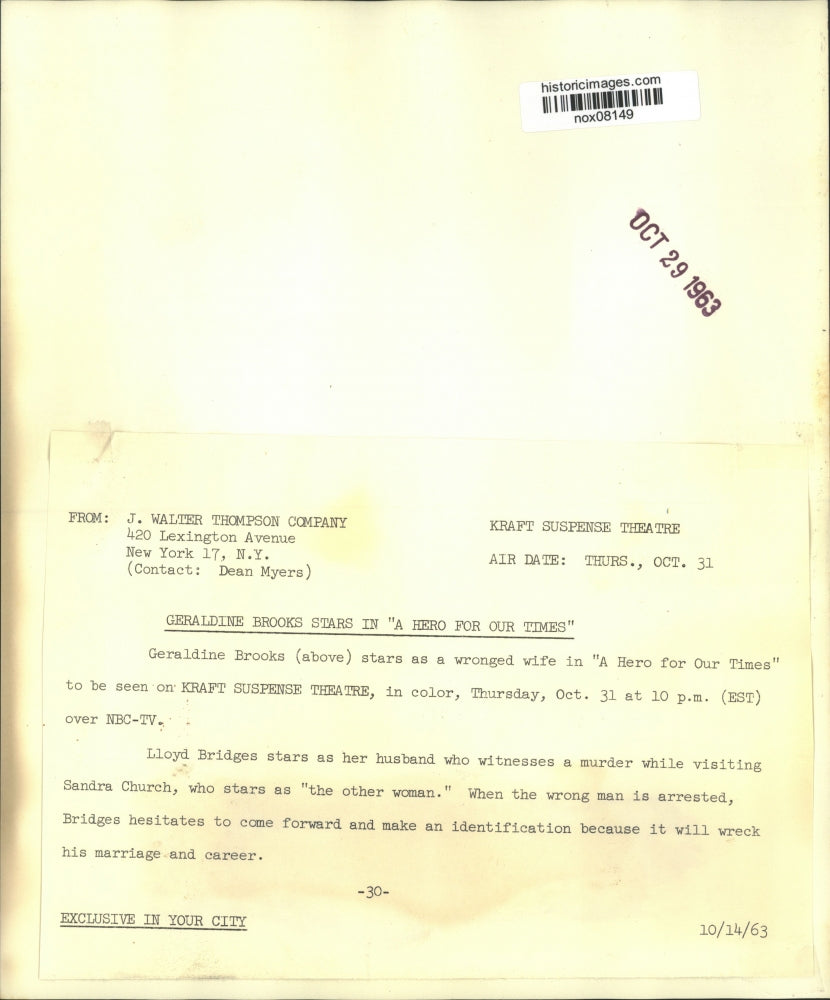 historicimages.com
nox08149
OCT 29 1963
FROM: J. WALTER THOMPSON COMPANY
420 Lexington Avenue
New York 17, N.Y.
(Contact: Dean Myers)
KRAFT SUSPENSE THEATRE
AIR DATE: THURS., OCT. 31
GERALDINE BROOKS STARS IN "A HERO FOR OUR TIMES"
Geraldine Brooks (above) stars as a wronged wife in "A Hero for Our Times"
to be seen on KRAFT SUSPENSE THEATRE, in color, Thursday, Oct. 31 at 10 p.m. (EST)
over NBC-TV.
Lloyd Bridges stars as her husband who witnesses a murder while visiting
Sandra Church, who stars as "the other woman." When the wrong man is arrested,
Bridges hesitates to come forward and make an identification because it will wreck
his marriage and career.
-30-
EXCLUSIVE IN YOUR CITY
10/14/63